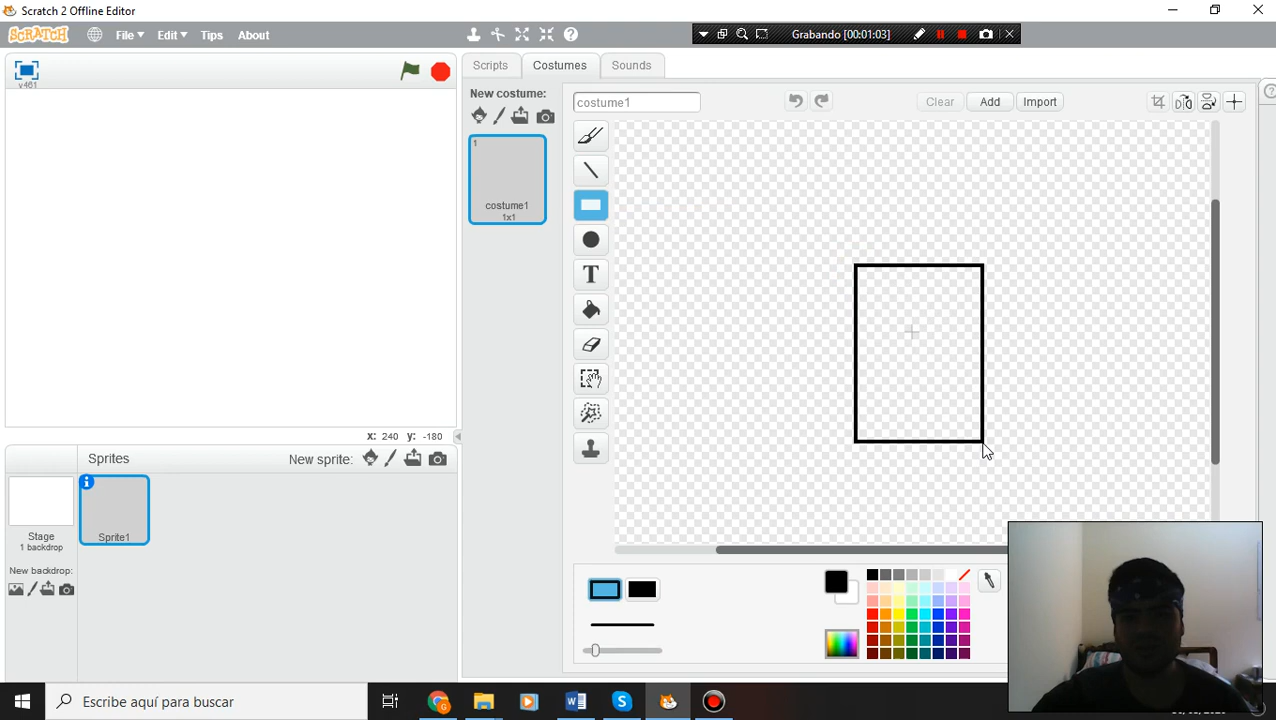 Scratch 2 Offline Editor
SCRATCH File Edit Tips About
Grabando [00:01:03]
v461
Scripts Costumes Sounds
New costume:
costume1
Clear Add Import
1
costume1
1x1
T
x: 240 y: -180
Sprites New sprite:
Stage
1 backdrop
Sprite1
New backdrop:
Escribe aquí para buscar